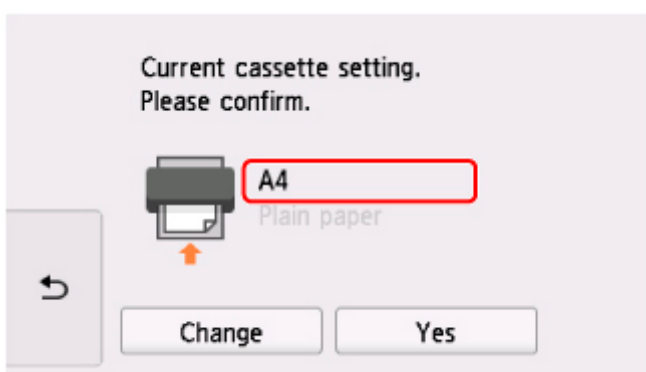 Current cassette setting.
Please confirm.
A4
Plain paper
Change
Yes